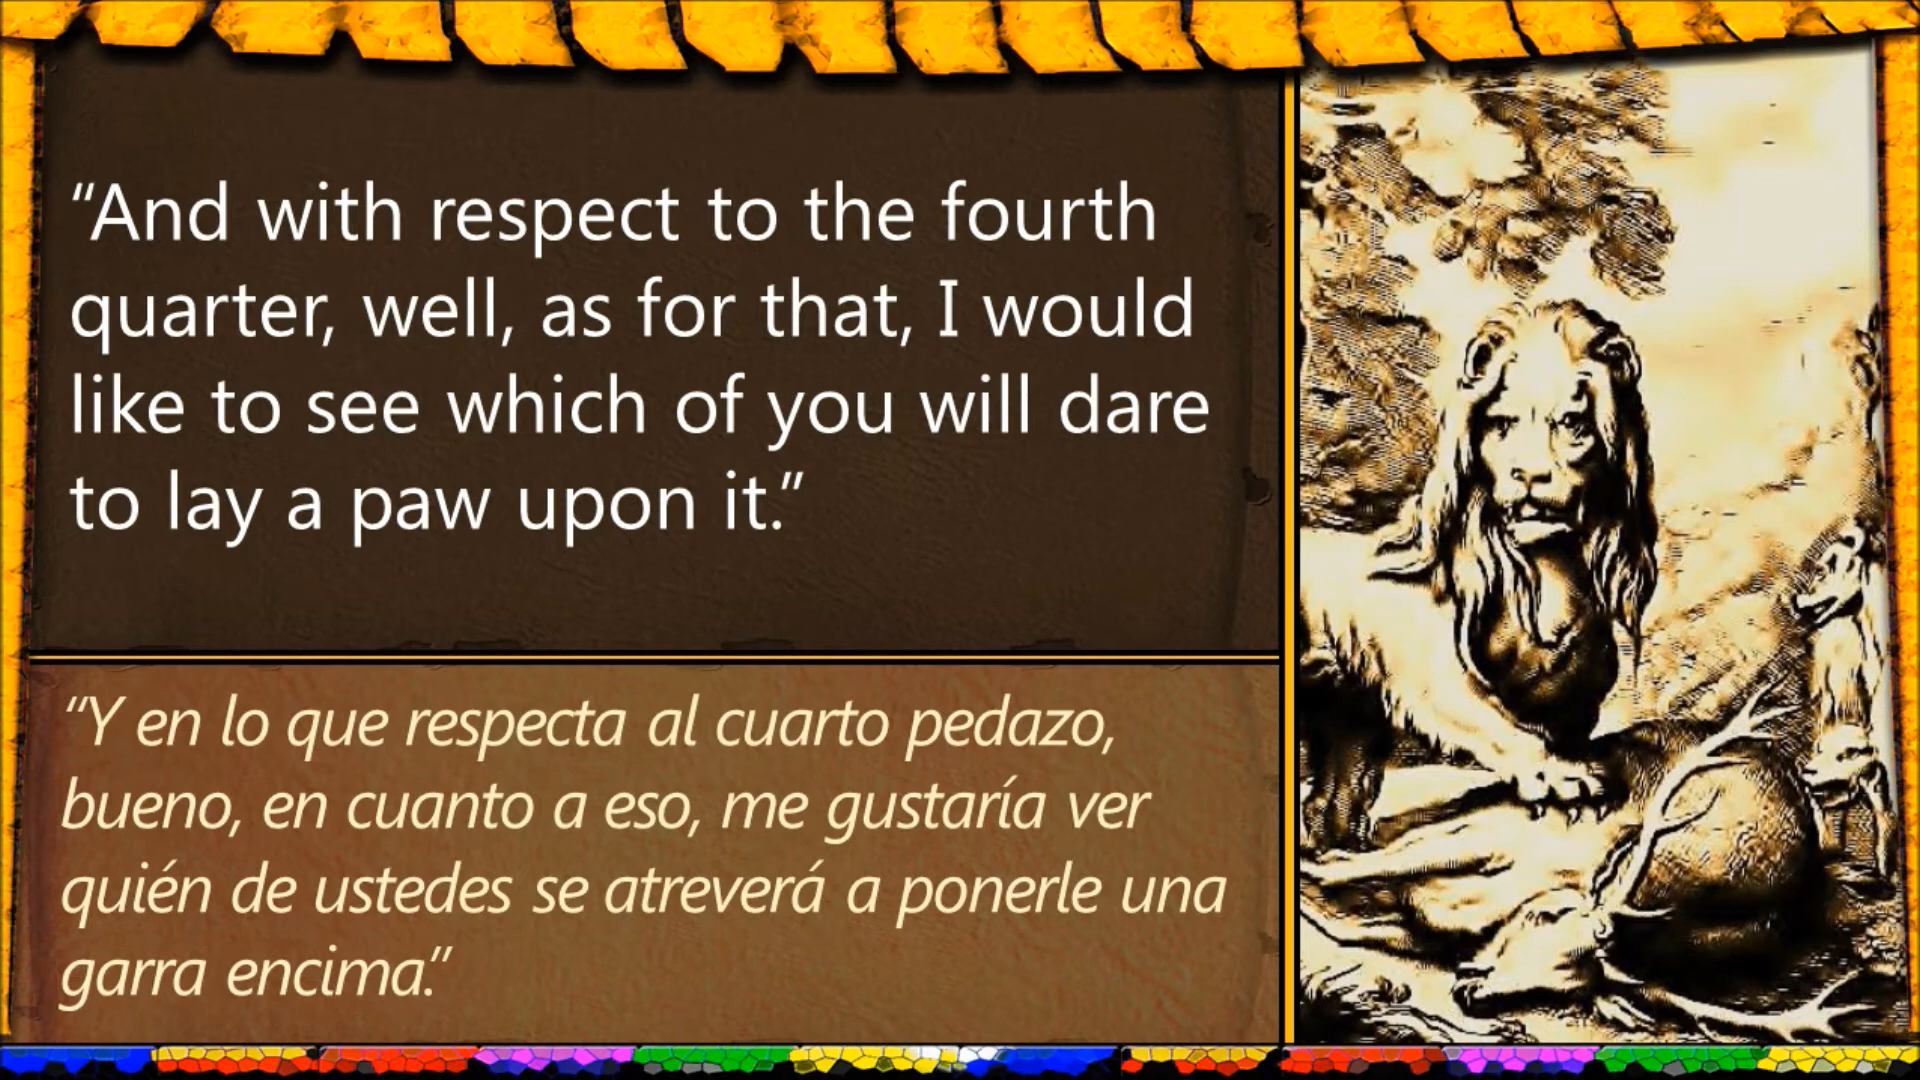 “And with respect to the fourth
quarter, well, as for that, I would
like to see which of you will dare
to lay a paw upon it.”
“Y en lo que respecta al cuarto pedazo,
bueno, en cuanto a eso, me gustaría ver
quién de ustedes se atreverá a ponerle una
garra encima.”